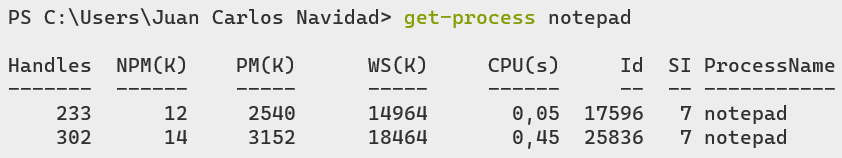 PS C:\Users\Juan Carlos Navidad> get-process notepad
Handles  NPM(K)    PM(K)      WS(K)     CPU(s)     Id  SI ProcessName
-------  ------    -----      -----     ------     --  -- -----------
    233      12     2540      14964       0,05  17596   7 notepad
    302      14     3152      18464       0,45  25836   7 notepad